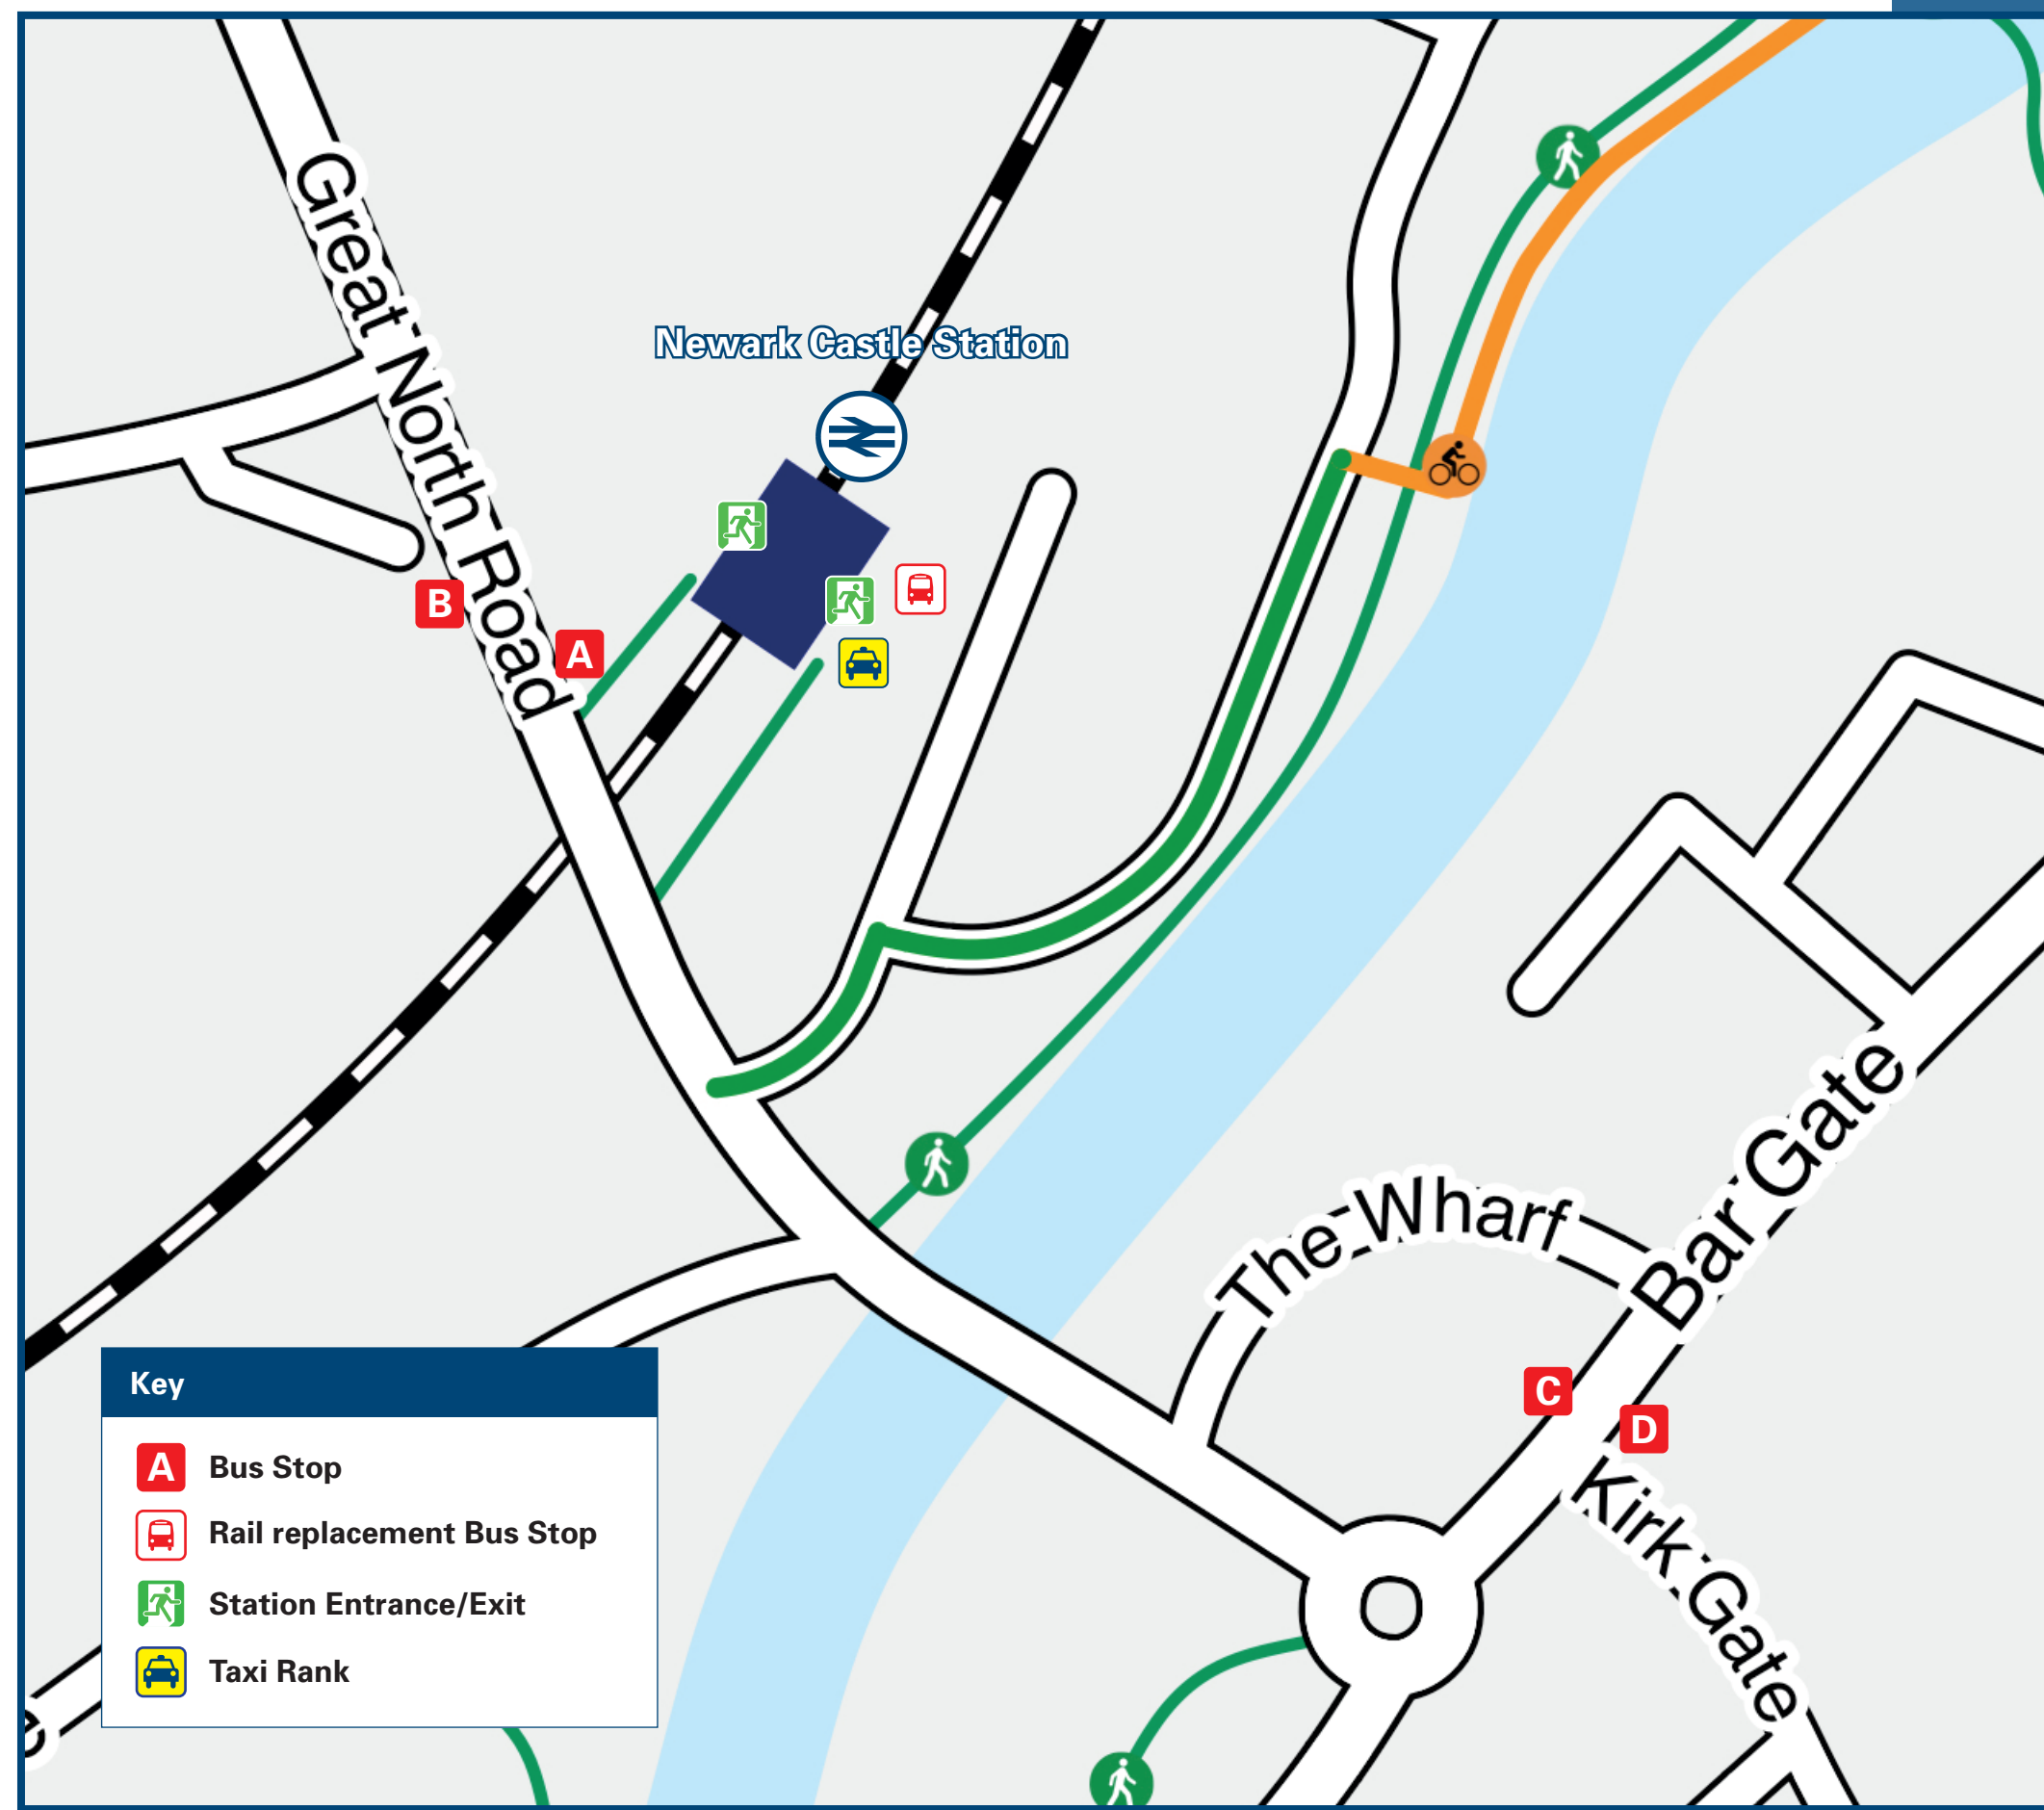 Great North Road
Newark Castle Station
B
A
Bar Gate
The Wharf
C
D
Kirk Gate
Key
A Bus Stop
Rail replacement Bus Stop
Station Entrance/Exit
Taxi Rank
e